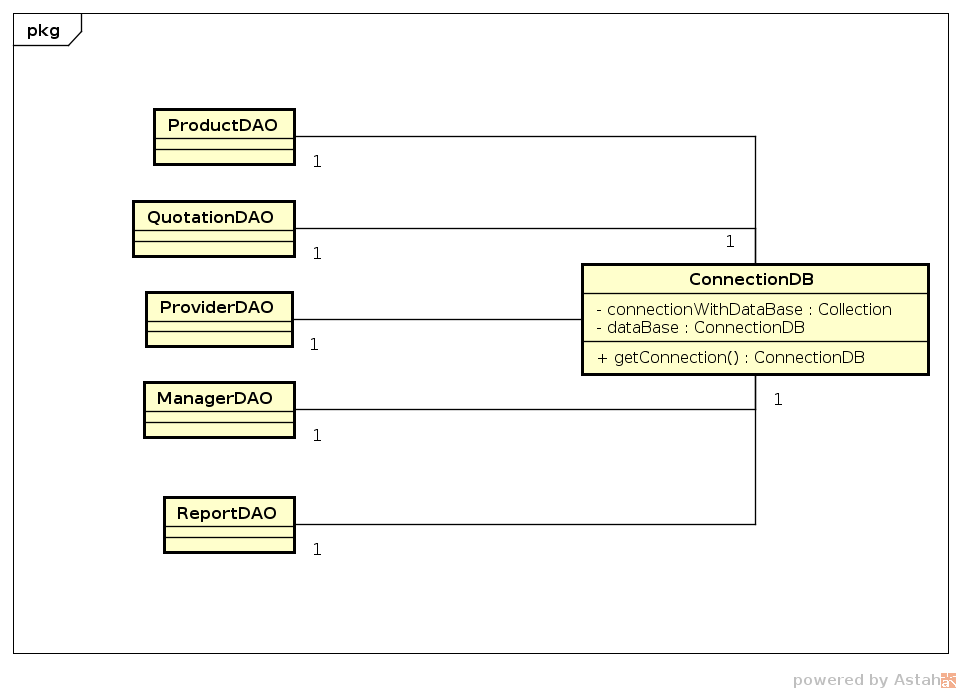 pkg
ProductDAO
1
QuotationDAO
1
1
ConnectionDB
- connectionWithDataBase : Collection
- dataBase : ConnectionDB
+ getConnection() : ConnectionDB
ProviderDAO
1
ManagerDAO
1
1
ReportDAO
1
powered by Astah